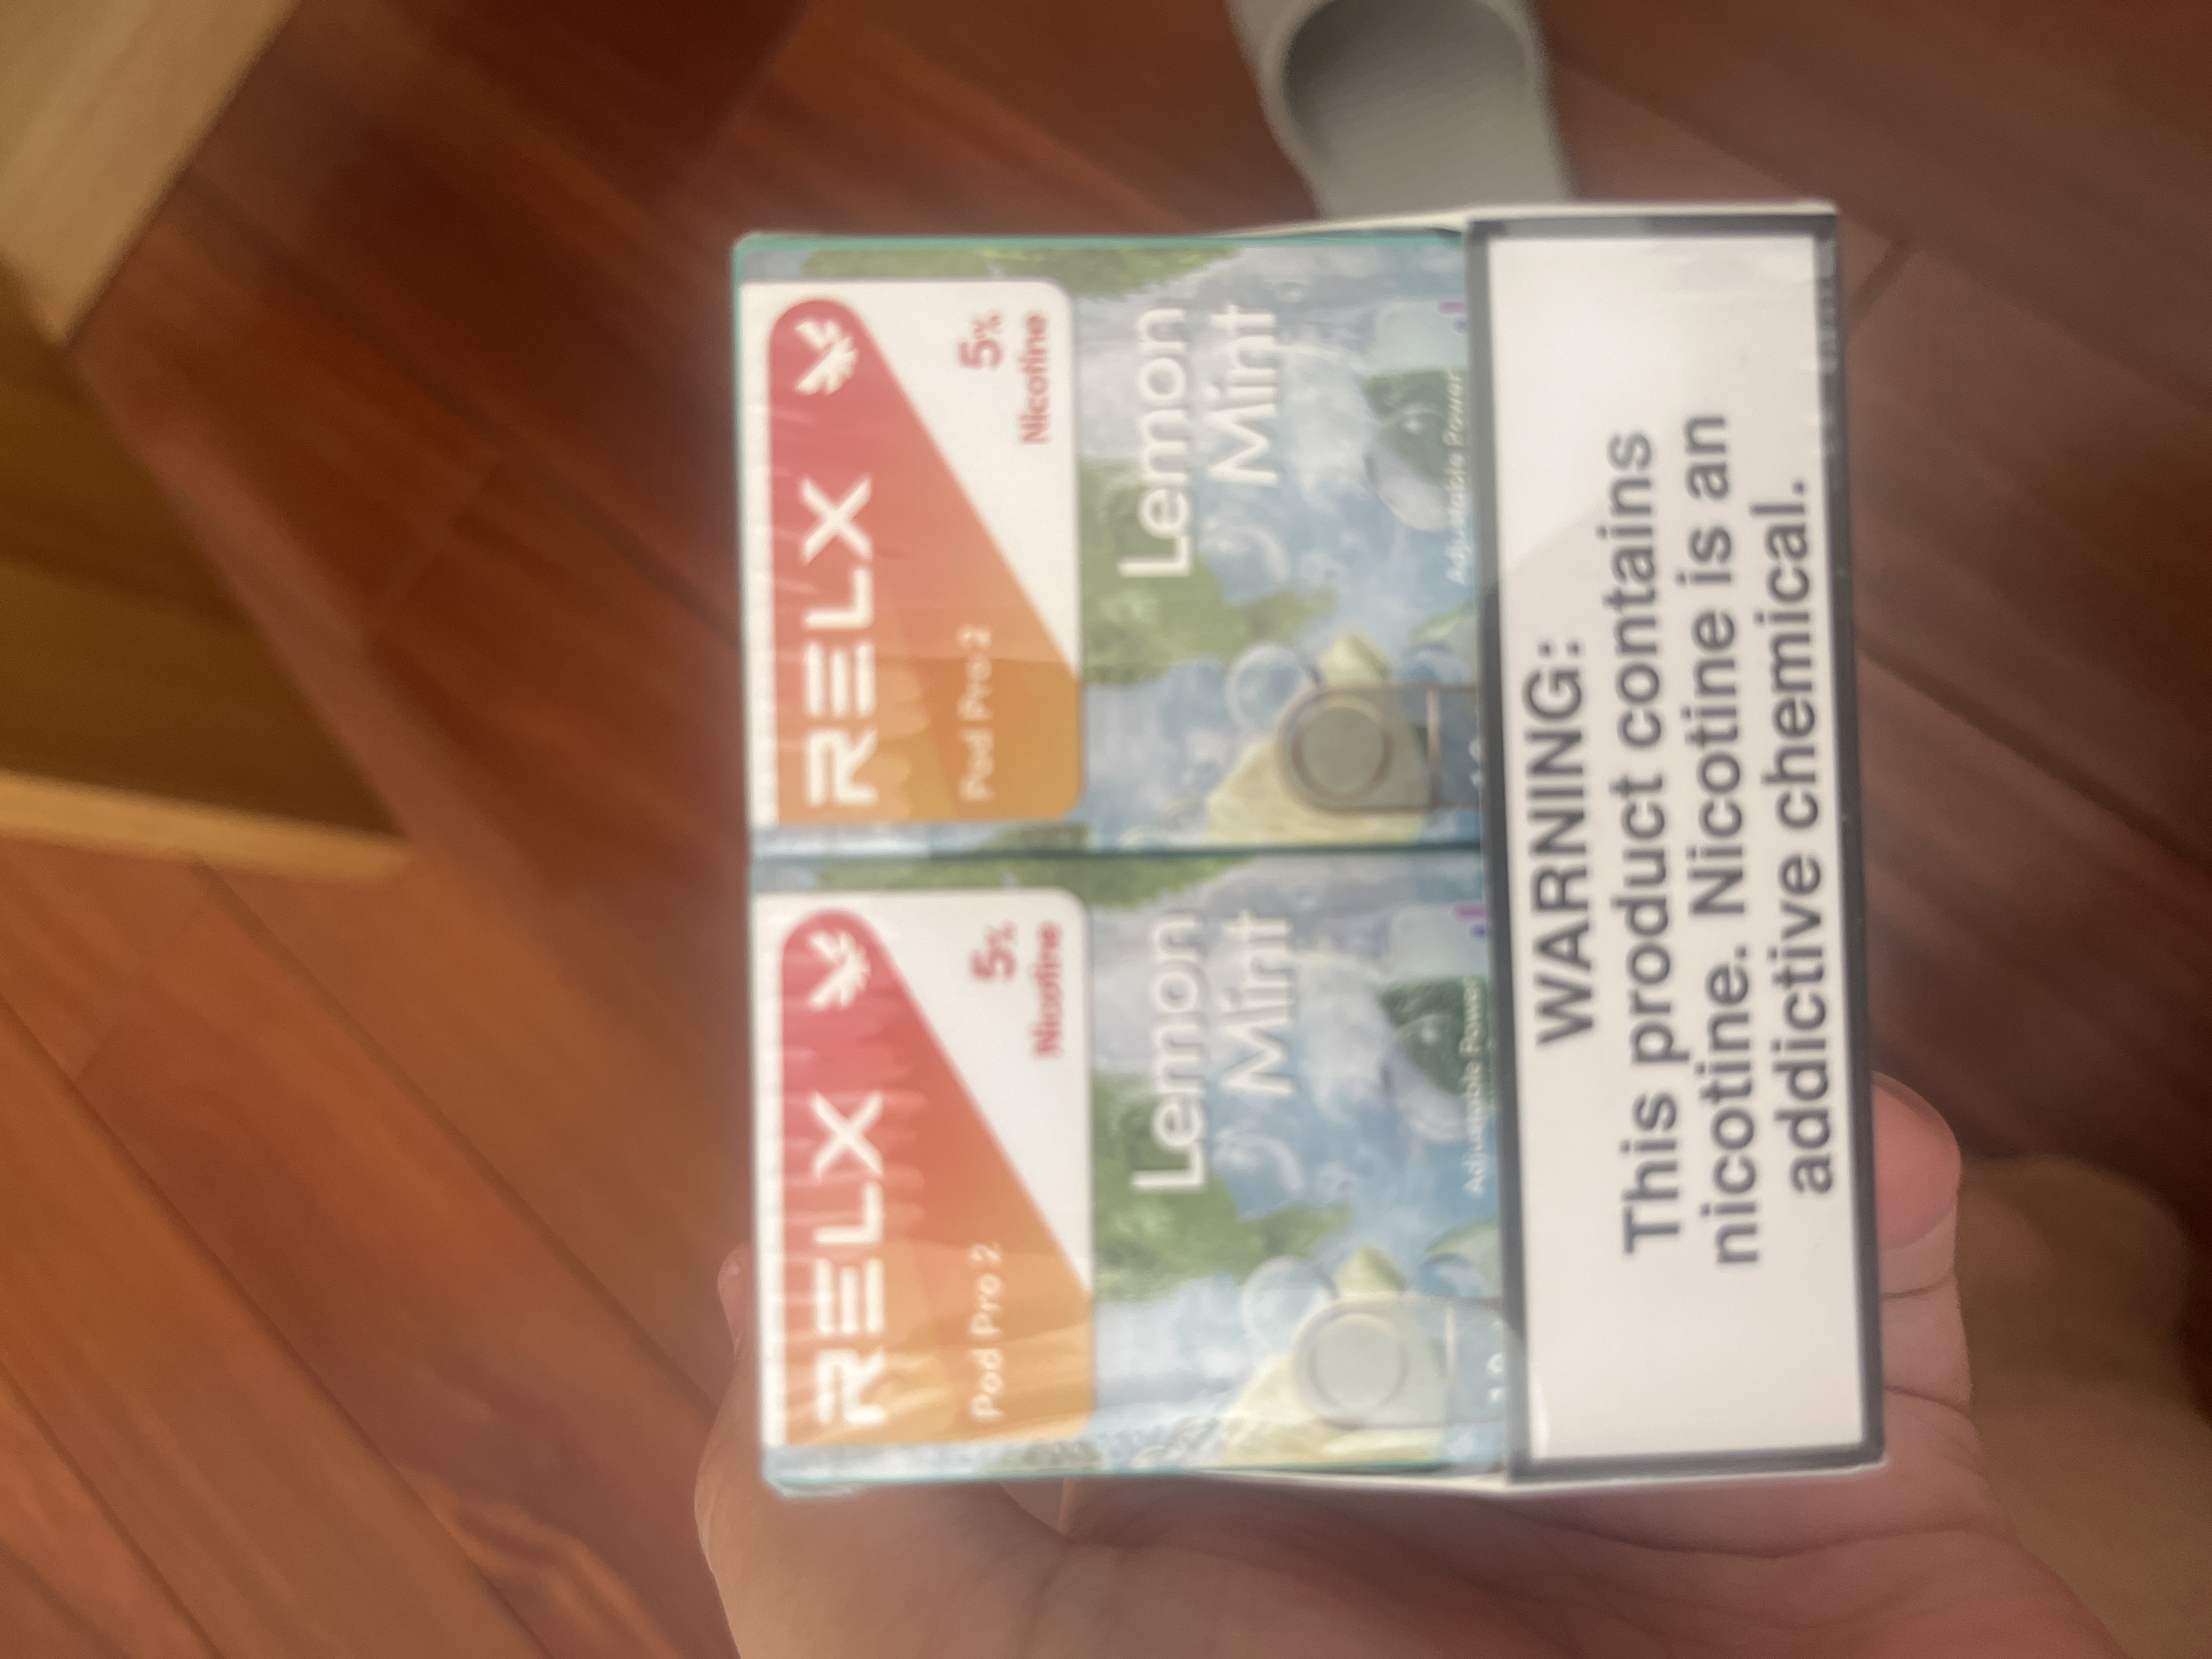 RELX
Pod Pro 2
5%
Nicotine
Lemon
Mint
Adjustable Power
RELX
Pod Pro 2
5%
Nicotine
Lemon
Mint
Adjustable Power
WARNING:
This product contains
nicotine. Nicotine is an
addictive chemical.